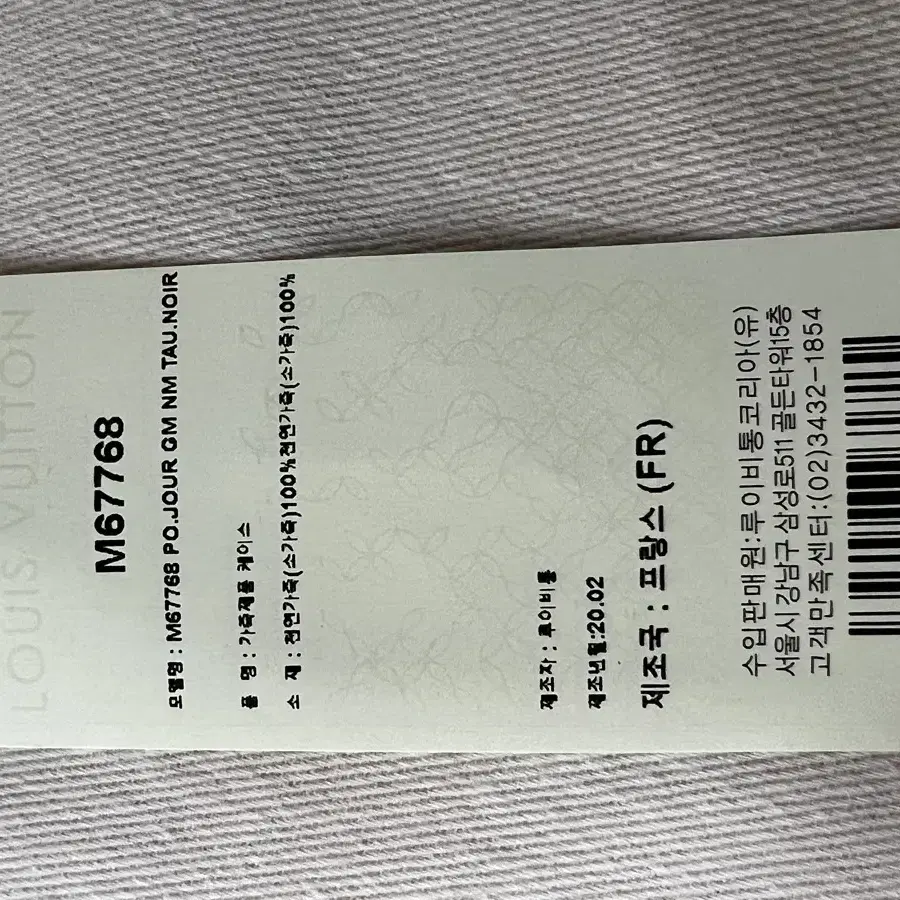 LOUIS VUITTON
M67768
모델명 : M67768 PO.JOUR GM NM TAU.NOIR
품 명 : 가죽제품 케이스
소 재 : 천연가죽(소가죽)100%천연가죽(소가죽)100%
제조자 : 루이비통
제조년월:20.02
제조국 : 프랑스 (FR)
수입판매원:루이비통코리아(유)
서울시 강남구 삼성로511 골든타워15층
고객만족센터:(02)3432-1854